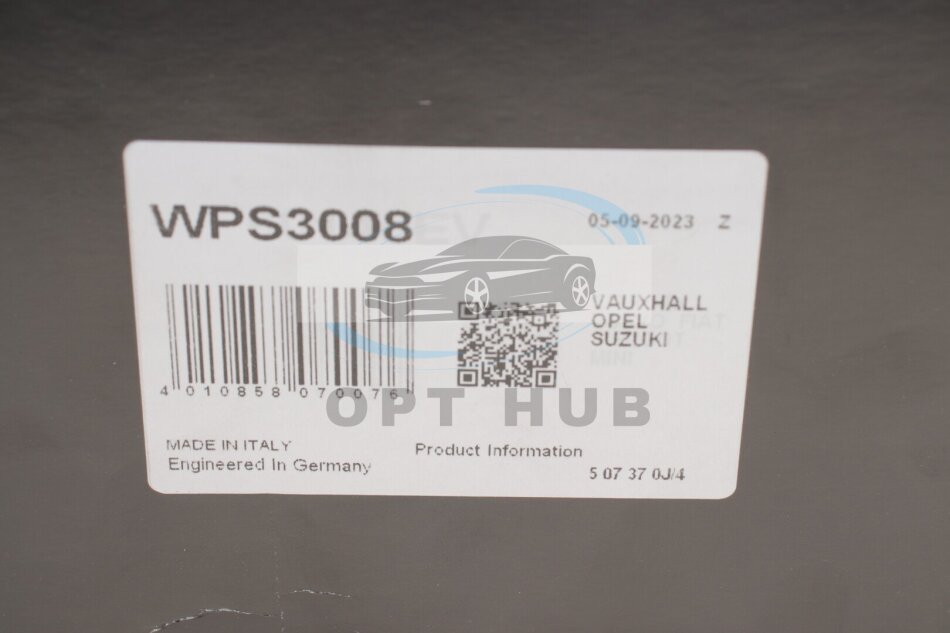 WPS3008
05-09-2023 Z
VAUXHALL
OPEL
SUZUKI
4 010858 070076
OPT HUB
MADE IN ITALY
Engineered In Germany
Product Information
5 07 37 0J/4